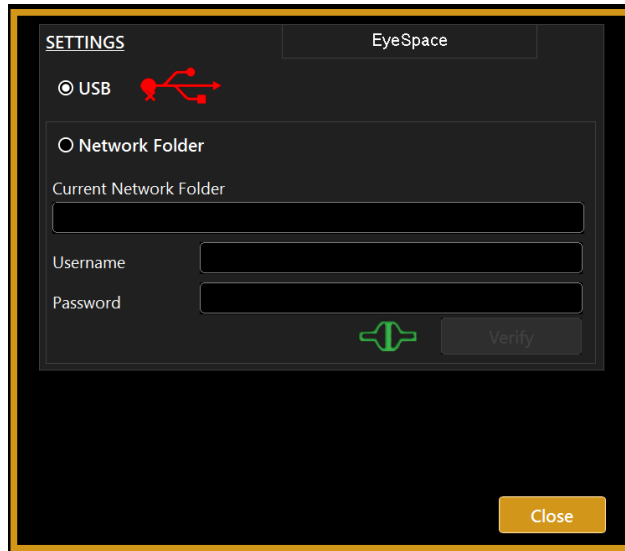 SETTINGS
EyeSpace
USB
Network Folder
Current Network Folder
Username
Password
Verify
Close